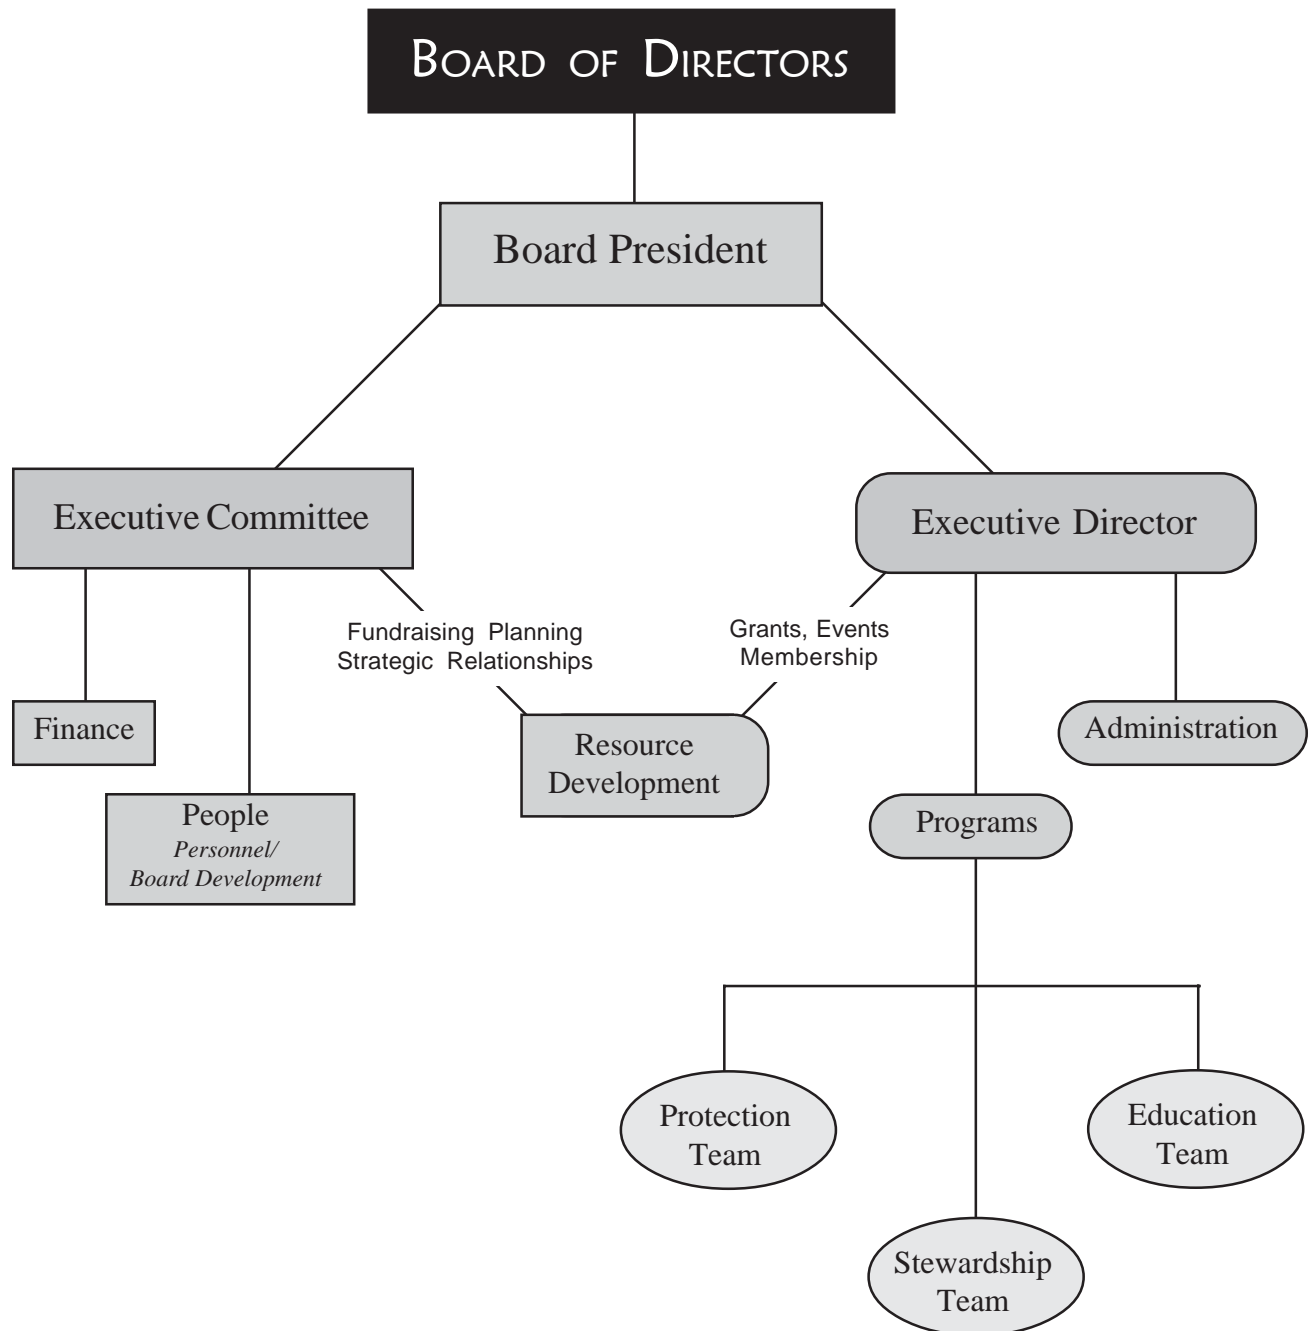 BOARD OF DIRECTORS
Board President
Executive Committee
Executive Director
Fundraising Planning
Strategic Relationships
Grants, Events
Membership
Finance
Resource
Development
Administration
People
Personnel/
Board Development
Programs
Protection
Team
Education
Team
Stewardship
Team